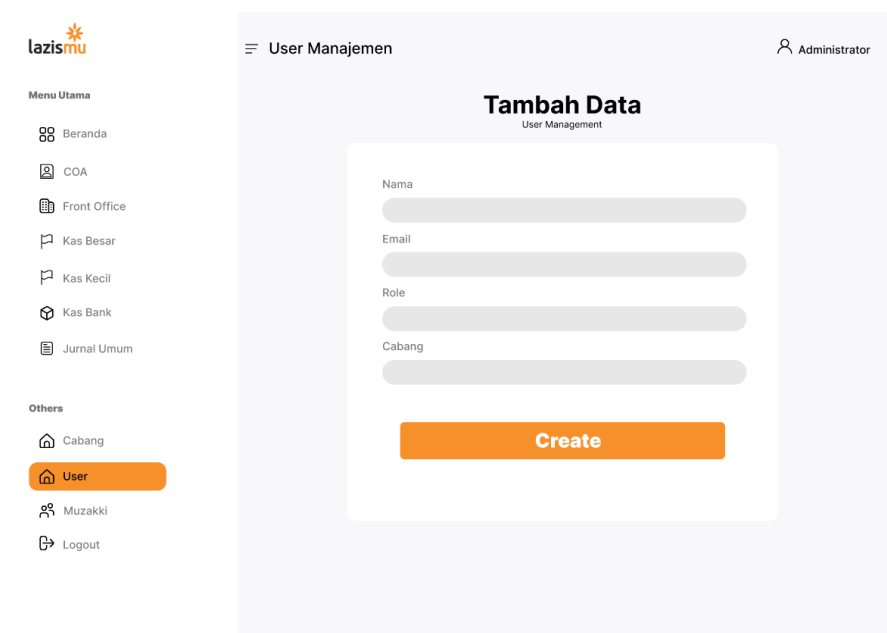 lazismu
Menu Utama
Beranda
COA
Front Office
Kas Besar
Kas Kecil
Kas Bank
Jurnal Umum
Others
Cabang
User
Muzakki
Logout
User Manajemen
Administrator
Tambah Data
User Management
Nama
Email
Role
Cabang
Create